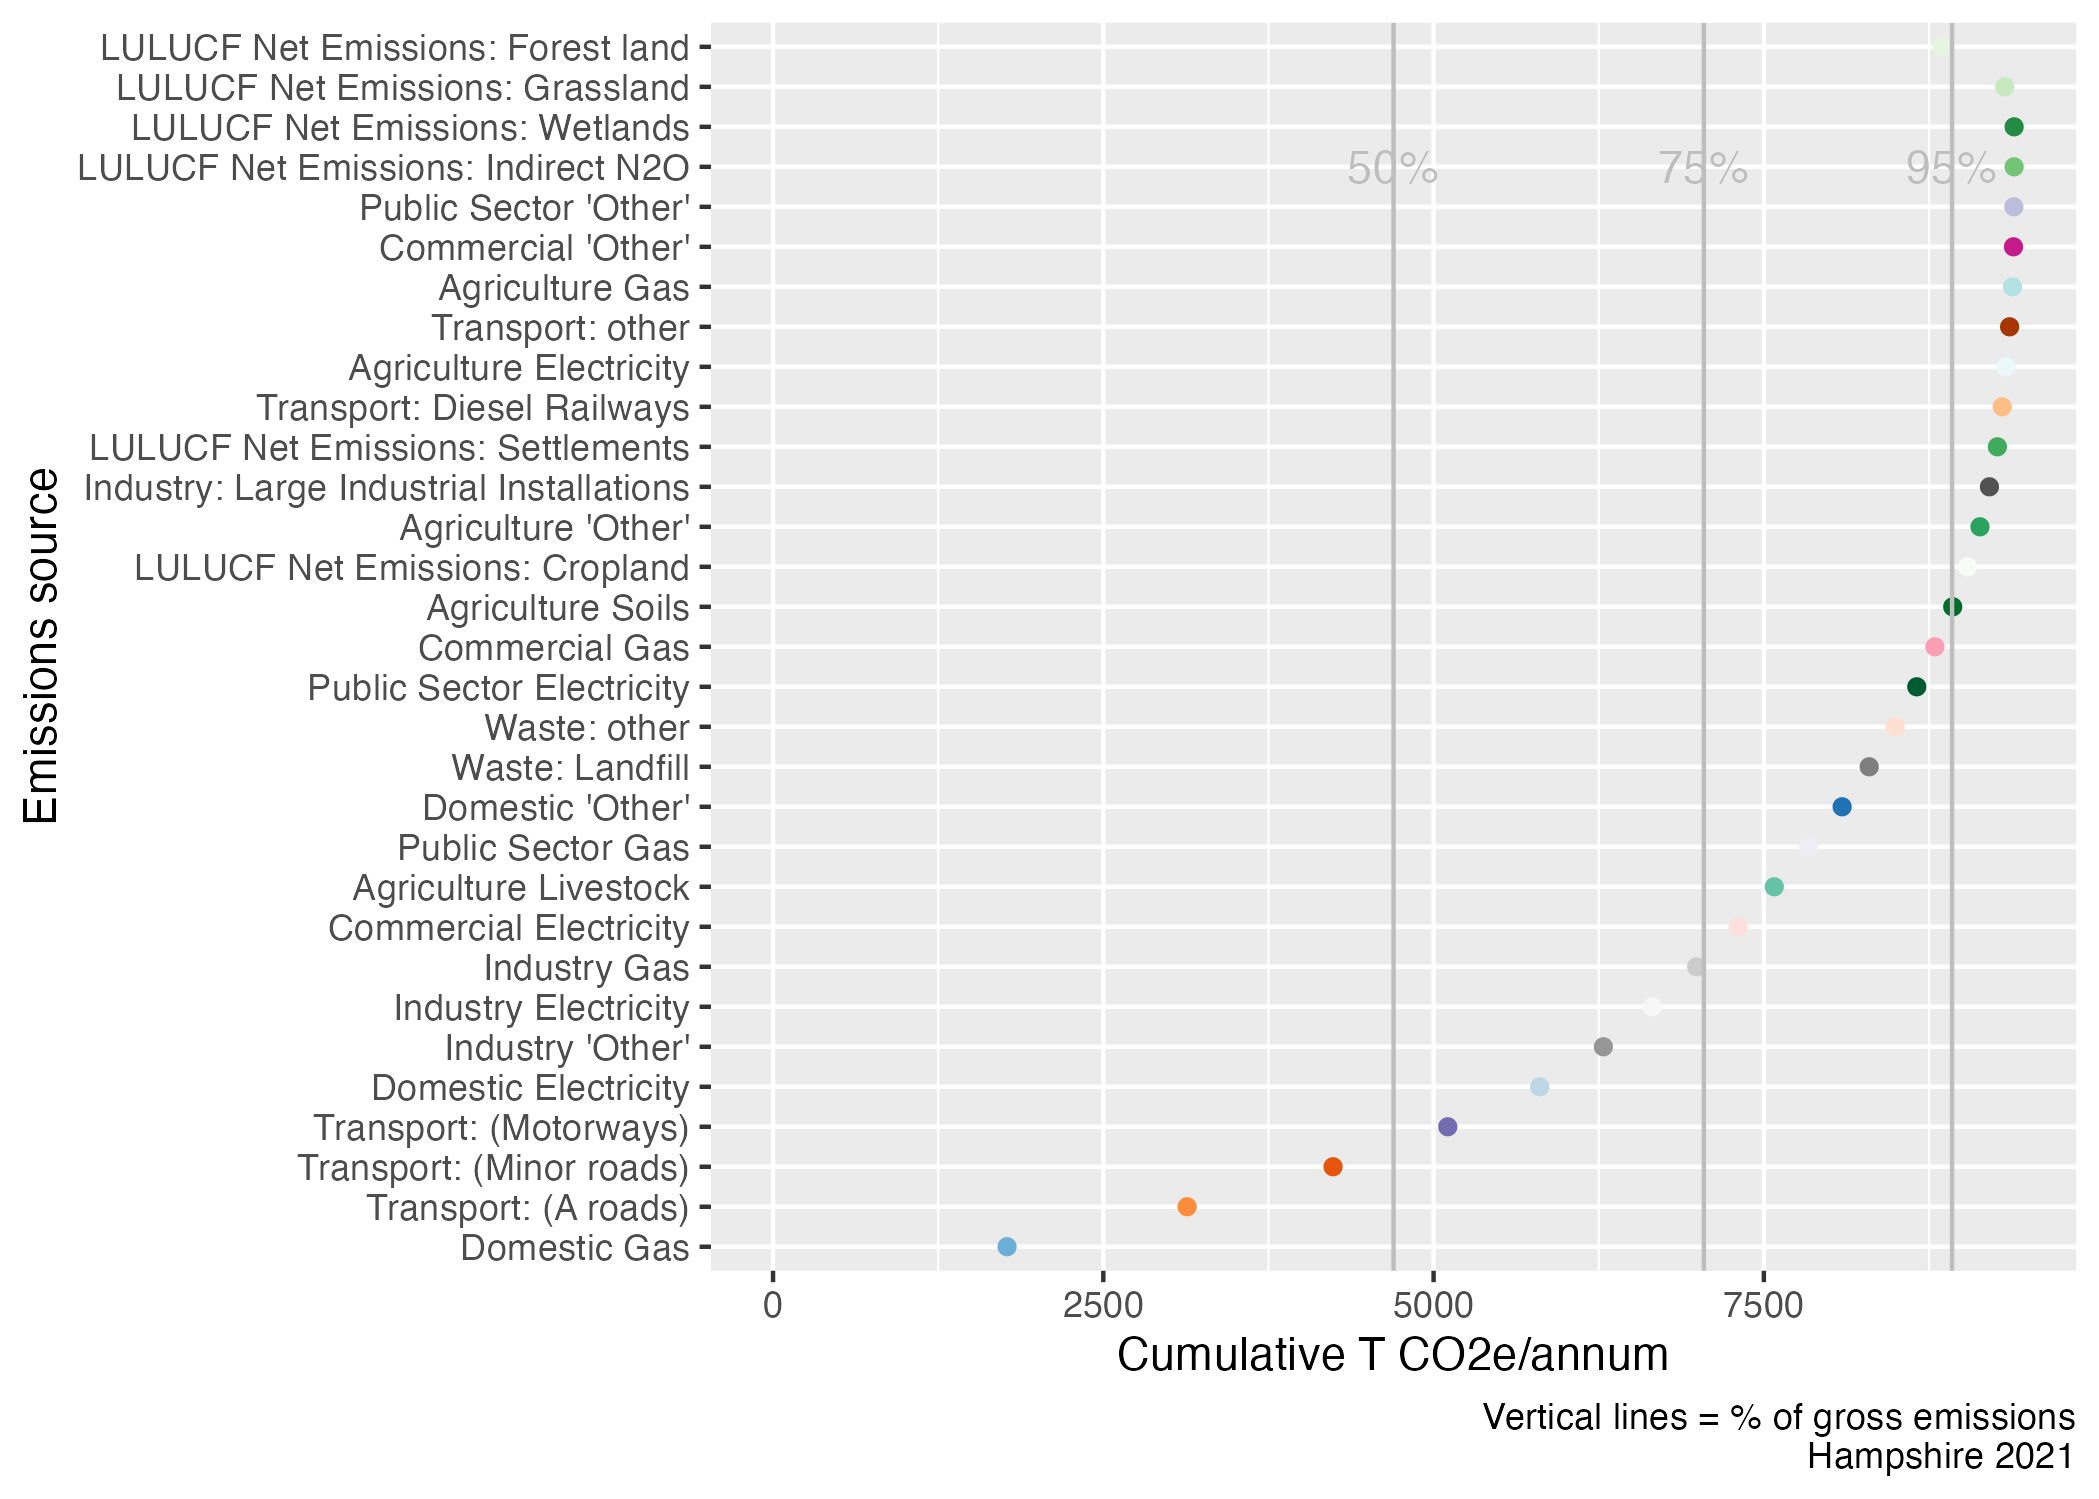 LULUCF Net Emissions: Forest land
LULUCF Net Emissions: Grassland
LULUCF Net Emissions: Wetlands
LULUCF Net Emissions: Indirect N2O
50%
75%
95%
Public Sector 'Other'
Commercial 'Other'
Agriculture Gas
Transport: other
Agriculture Electricity
Transport: Diesel Railways
LULUCF Net Emissions: Settlements
Industry: Large Industrial Installations
Agriculture 'Other'
LULUCF Net Emissions: Cropland
Agriculture Soils
Commercial Gas
Public Sector Electricity
Waste: other
Waste: Landfill
Domestic 'Other'
Public Sector Gas
Agriculture Livestock
Commercial Electricity
Industry Gas
Industry Electricity
Industry 'Other'
Domestic Electricity
Transport: (Motorways)
Transport: (Minor roads)
Transport: (A roads)
Domestic Gas
Emissions source
0
2500
5000
7500
Cumulative T CO2e/annum
Vertical lines = % of gross emissions
Hampshire 2021